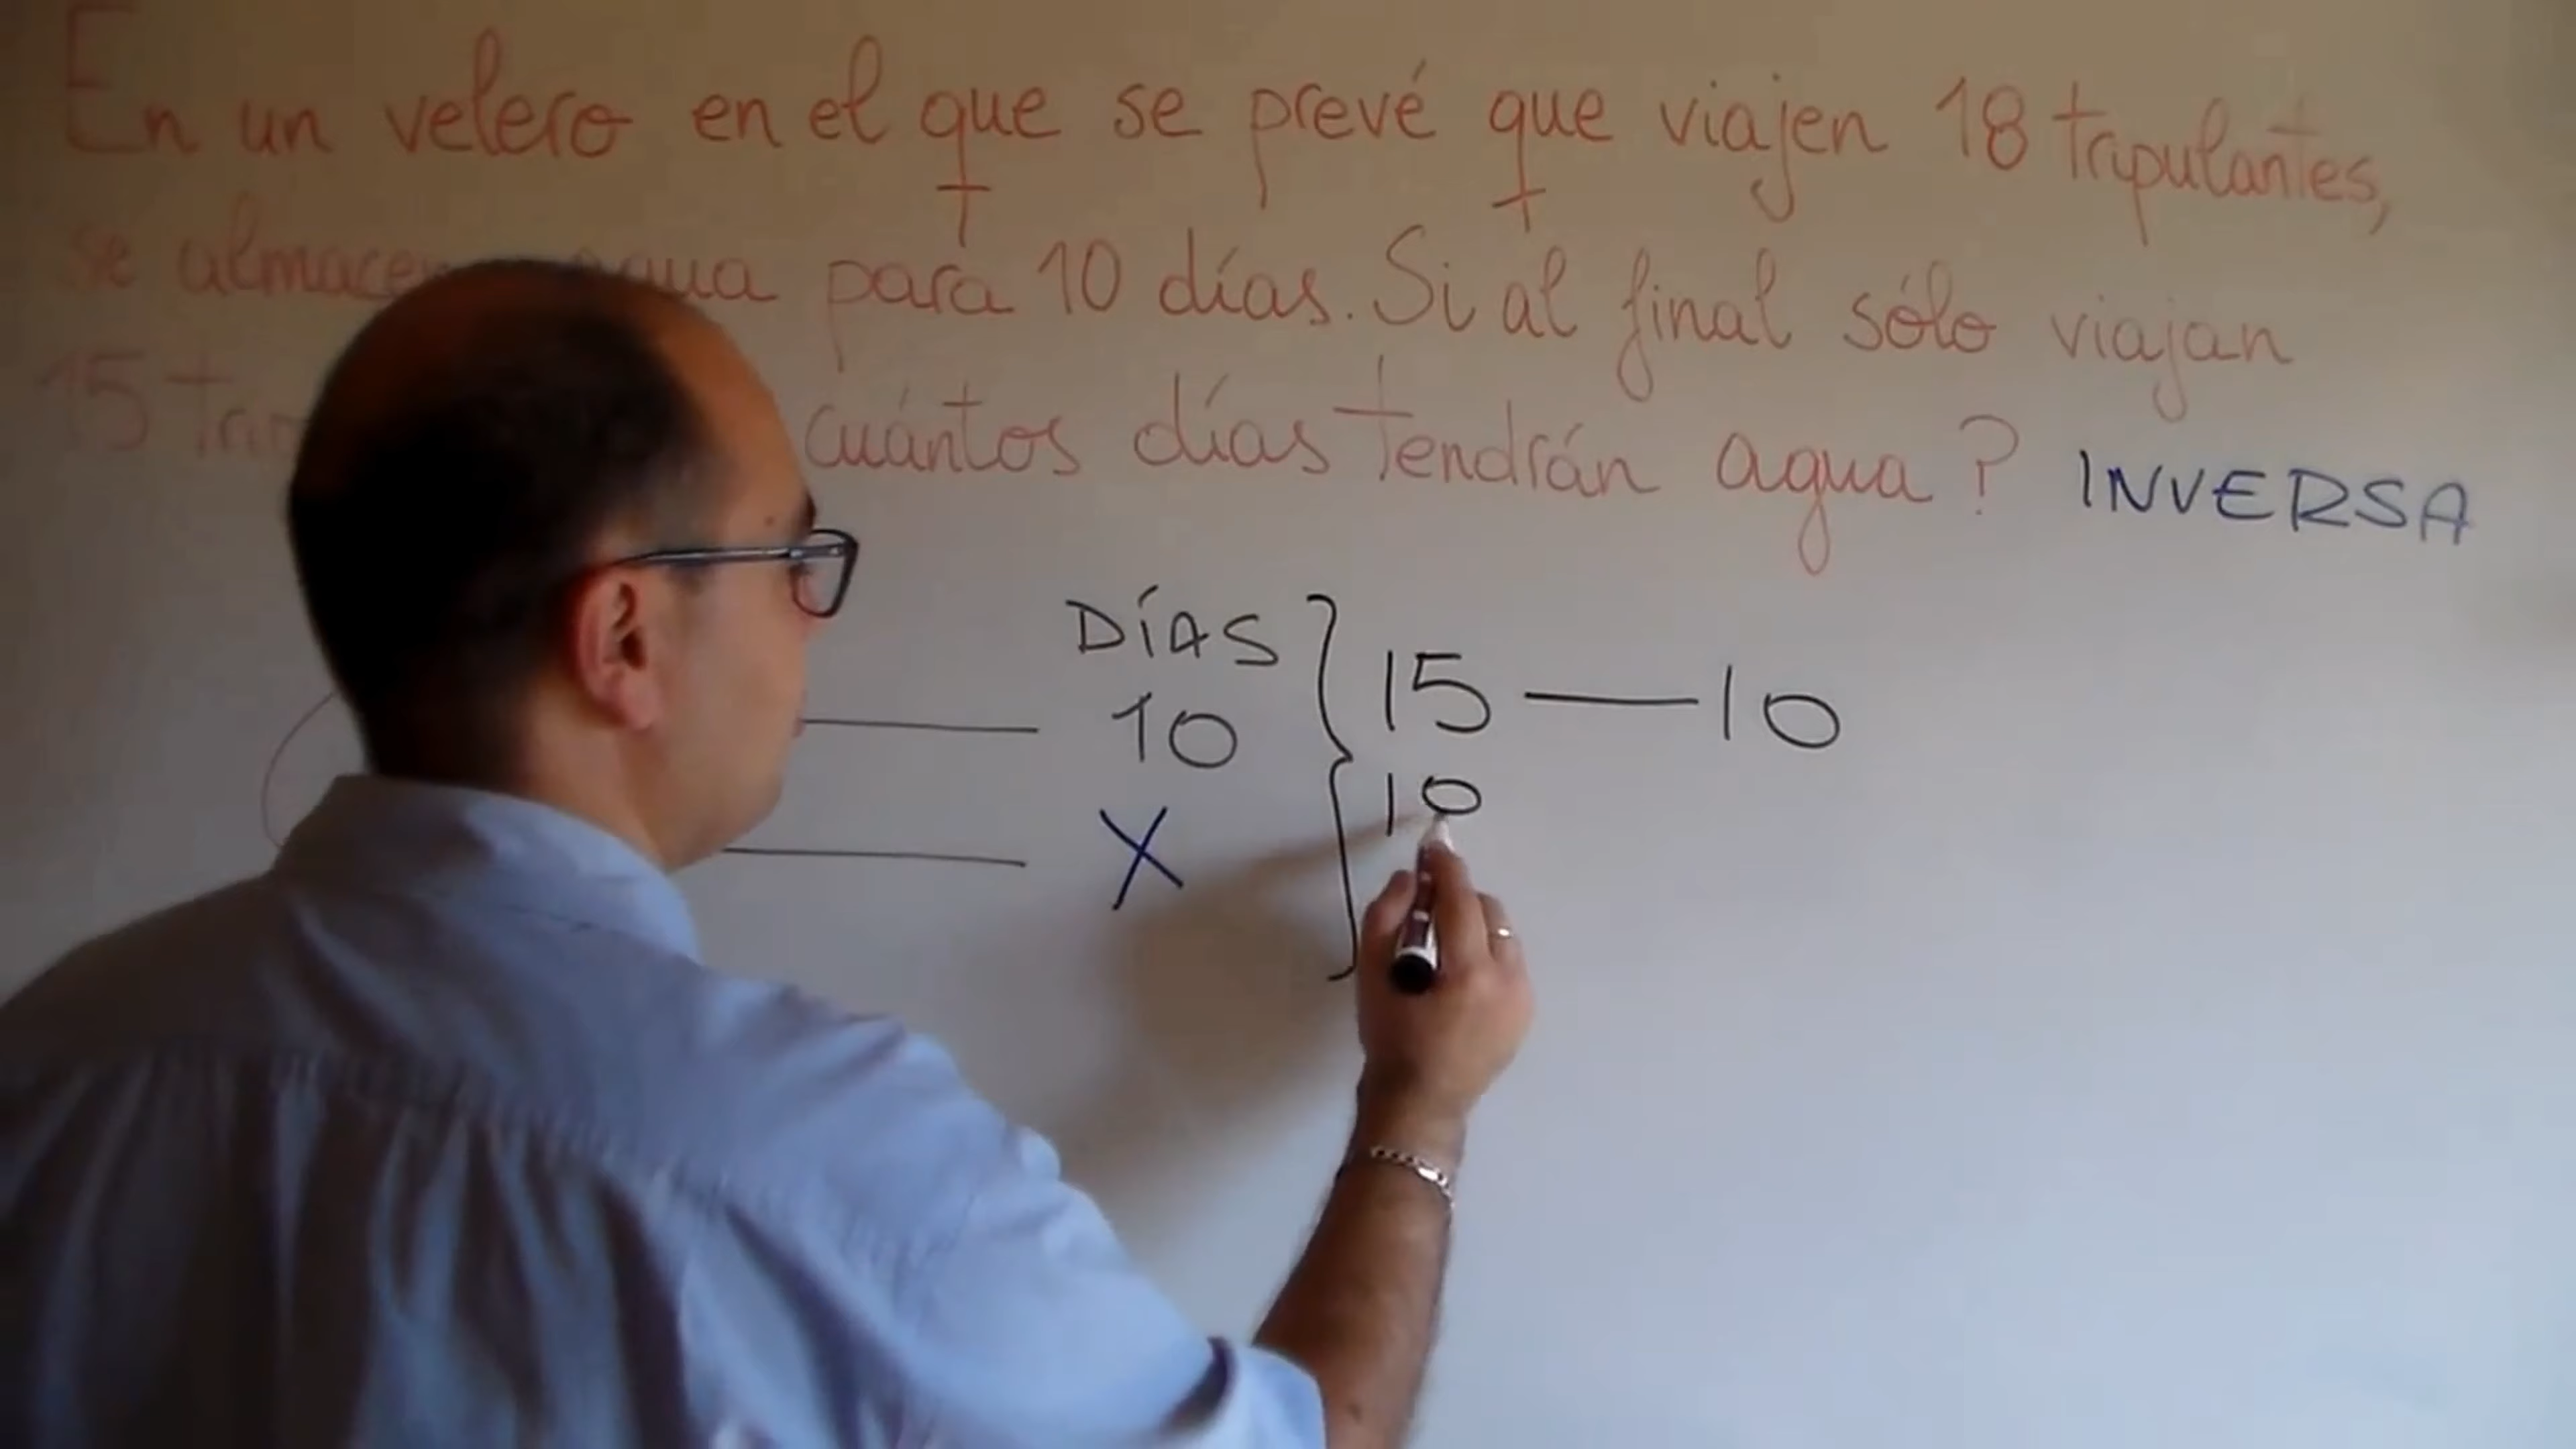 En un velero en el que se prevé que viajen 18 tripulantes,
se almacen agua para 10 días. Si al final sólo viajan
15 cuántos días tendrán agua?
INVERSA
DÍAS
10
X
15 — 10
10